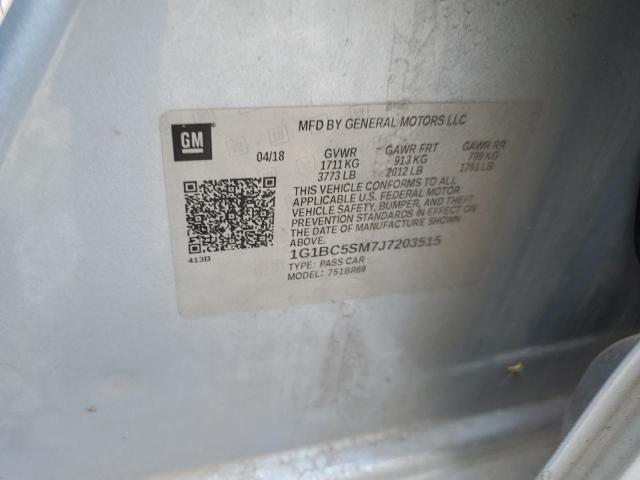 GM
MFD BY GENERAL MOTORS LLC
04/18 GVWR GAWR FRT GAWR RR
1711 KG 913 KG 799 KG
3773 LB 2012 LB 1761 LB
THIS VEHICLE CONFORMS TO ALL
APPLICABLE U.S. FEDERAL MOTOR
VEHICLE SAFETY, BUMPER, AND THEFT
PREVENTION STANDARDS IN EFFECT ON
THE DATE OF MANUFACTURE SHOWN
ABOVE.
1G1BC5SM7J7203515
413B
TYPE: PASS CAR
MODEL: 751BR69